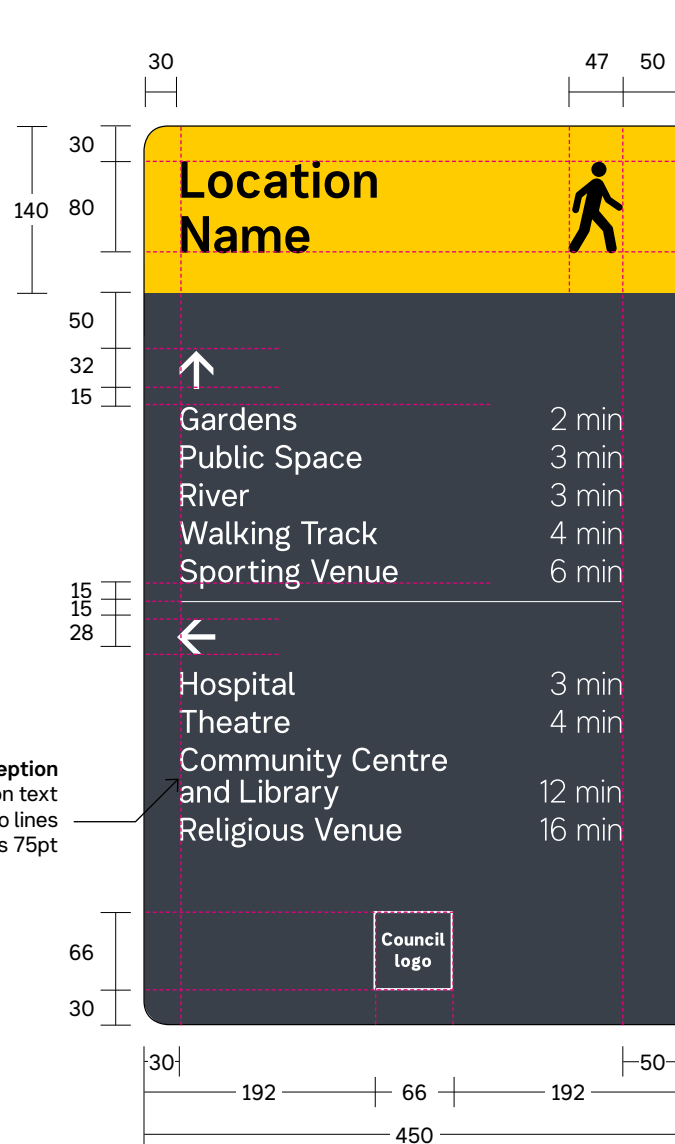 30 47 50
30
140 80
Location
Name
50
32
15
Gardens 2 min
Public Space 3 min
River 3 min
Walking Track 4 min
Sporting Venue 6 min
15
15
28
Hospital 3 min
Theatre 4 min
Community Centre
and Library 12 min
Religious Venue 16 min
eption
on text
o lines
s 75pt
66
Council
logo
30
30 50
192 66 192
450